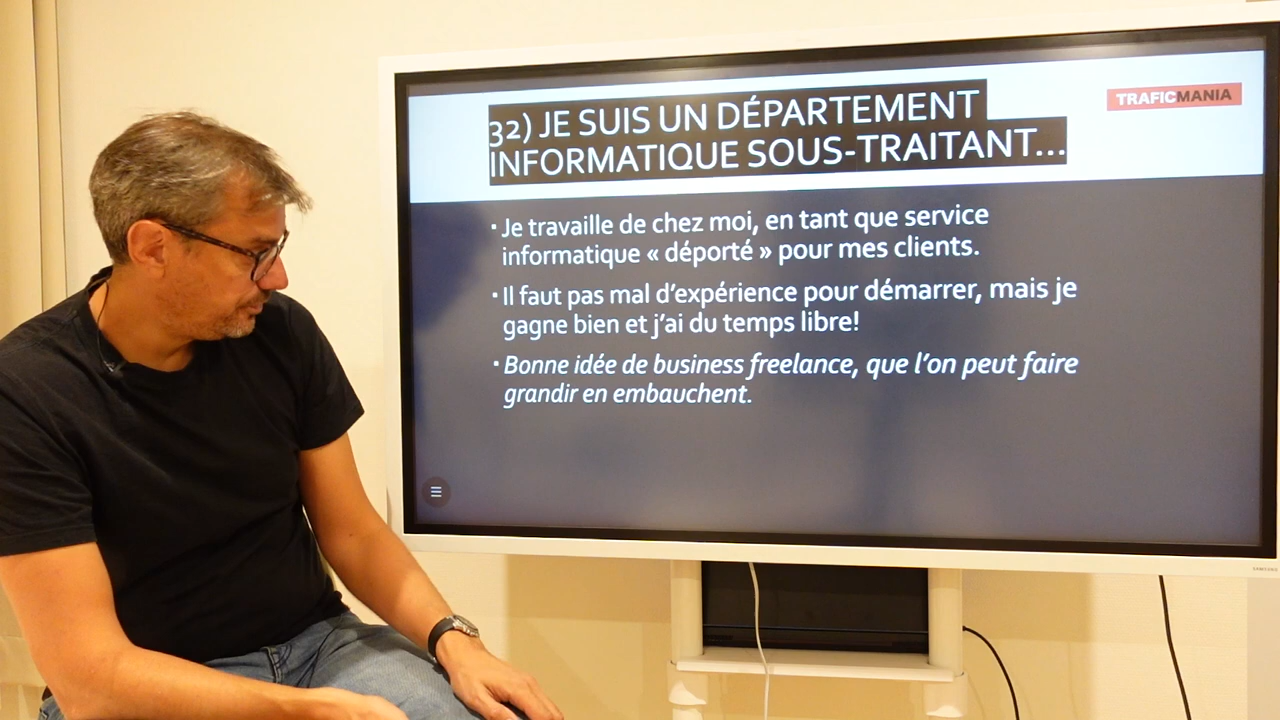 32) JE SUIS UN DÉPARTEMENT
INFORMATIQUE SOUS-TRAITANT...
TRAFICMANIA
▪ Je travaille de chez moi, en tant que service
informatique « déporté » pour mes clients.
▪ Il faut pas mal d'expérience pour démarrer, mais je
gagne bien et j'ai du temps libre!
▪ Bonne idée de business freelance, que l'on peut faire
grandir en embauchent.
SAMSUNG